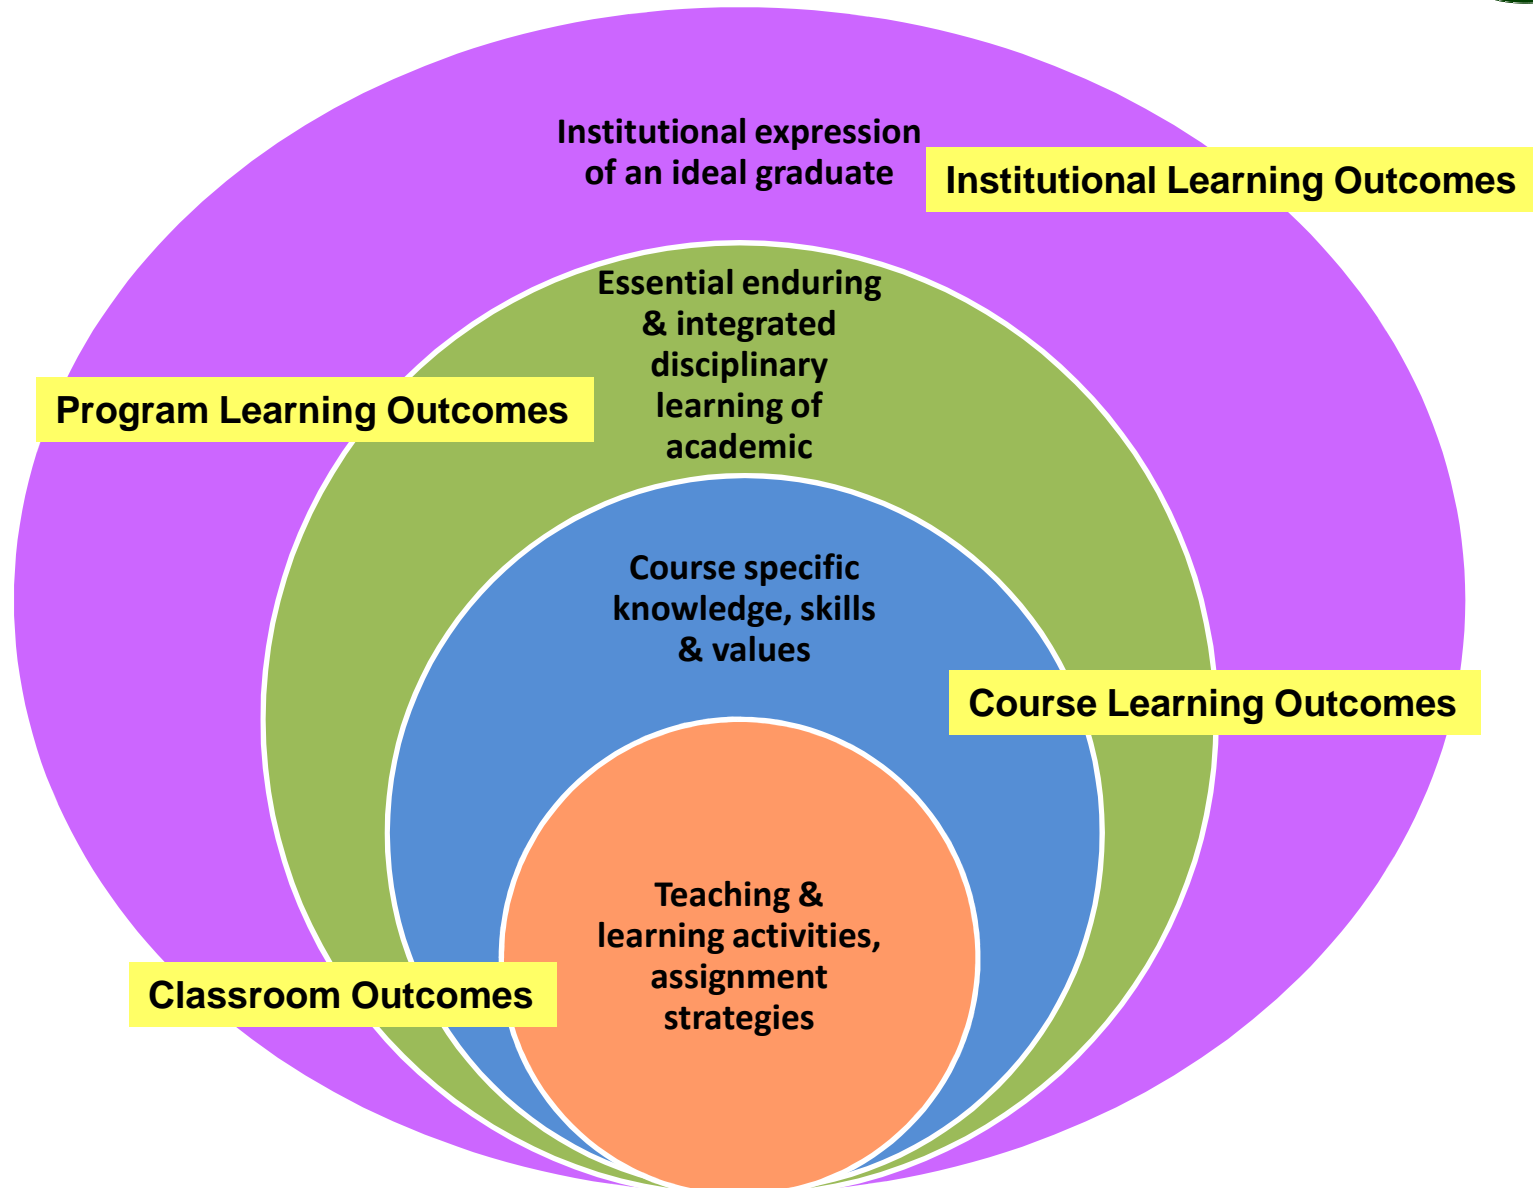 Institutional expression
of an ideal graduate
Institutional Learning Outcomes
Essential enduring
& integrated
disciplinary
learning of
academic
Program Learning Outcomes
Course specific
knowledge, skills
& values
Course Learning Outcomes
Teaching &
learning activities,
assignment
strategies
Classroom Outcomes